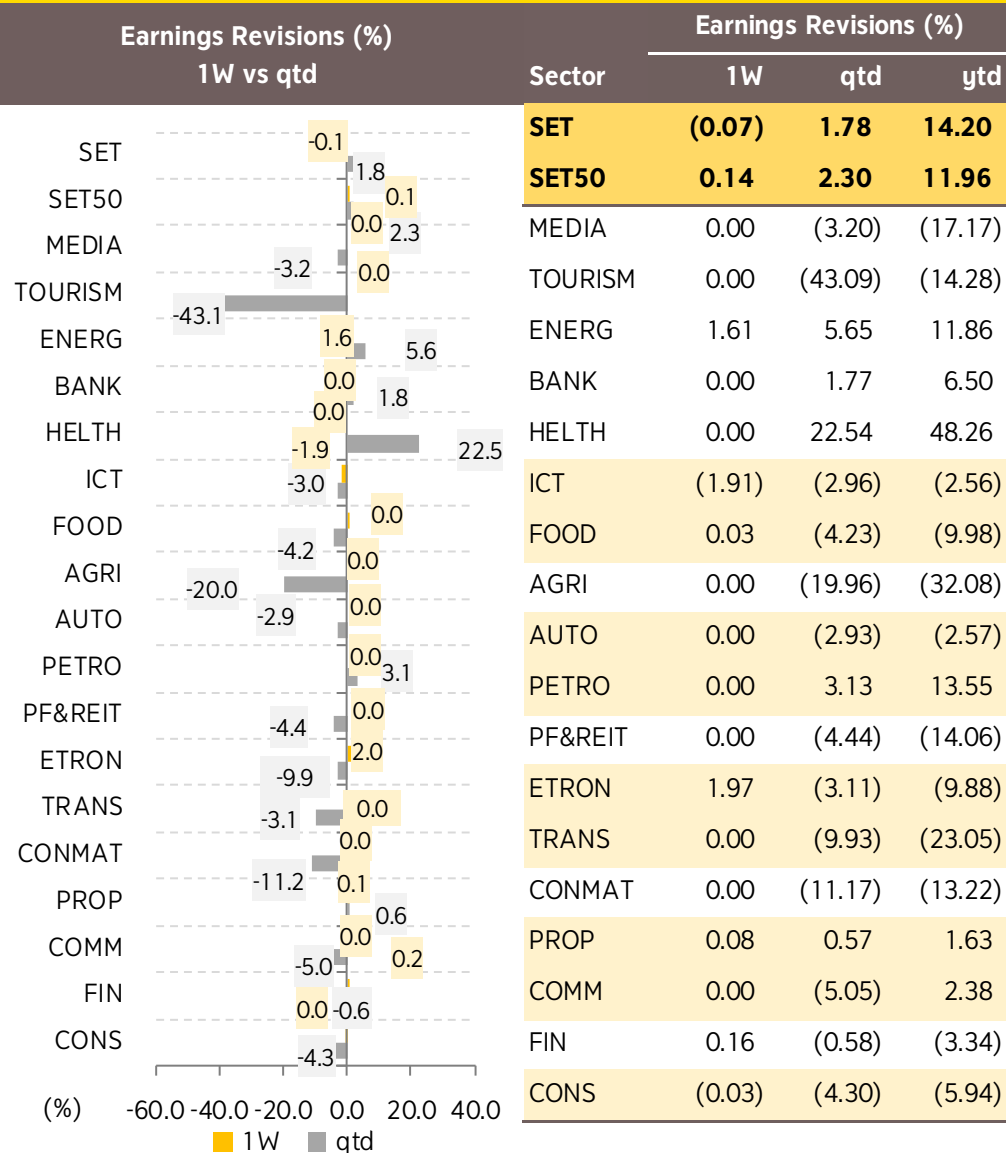 Earnings Revisions (%)
1W vs qtd
SET
-0.1
1.8
SET50
0.1
2.3
MEDIA
0.0
-3.2
TOURISM
0.0
-43.1
ENERG
1.6
5.6
BANK
0.0
1.8
HELTH
0.0
22.5
ICT
-1.9
-3.0
FOOD
0.0
-4.2
AGRI
0.0
-20.0
AUTO
0.0
-2.9
PETRO
0.0
3.1
PF&REIT
0.0
-4.4
ETRON
2.0
-9.9
TRANS
0.0
-3.1
CONMAT
0.0
-11.2
PROP
0.1
0.6
COMM
0.0
-5.0
FIN
0.2
-0.6
CONS
0.0
-4.3
(%) -60.0 -40.0 -20.0 0.0 20.0 40.0
1W qtd
Earnings Revisions (%)
Sector 1W qtd ytd
SET (0.07) 1.78 14.20
SET50 0.14 2.30 11.96
MEDIA 0.00 (3.20) (17.17)
TOURISM 0.00 (43.09) (14.28)
ENERG 1.61 5.65 11.86
BANK 0.00 1.77 6.50
HELTH 0.00 22.54 48.26
ICT (1.91) (2.96) (2.56)
FOOD 0.03 (4.23) (9.98)
AGRI 0.00 (19.96) (32.08)
AUTO 0.00 (2.93) (2.57)
PETRO 0.00 3.13 13.55
PF&REIT 0.00 (4.44) (14.06)
ETRON 1.97 (3.11) (9.88)
TRANS 0.00 (9.93) (23.05)
CONMAT 0.00 (11.17) (13.22)
PROP 0.08 0.57 1.63
COMM 0.00 (5.05) 2.38
FIN 0.16 (0.58) (3.34)
CONS (0.03) (4.30) (5.94)